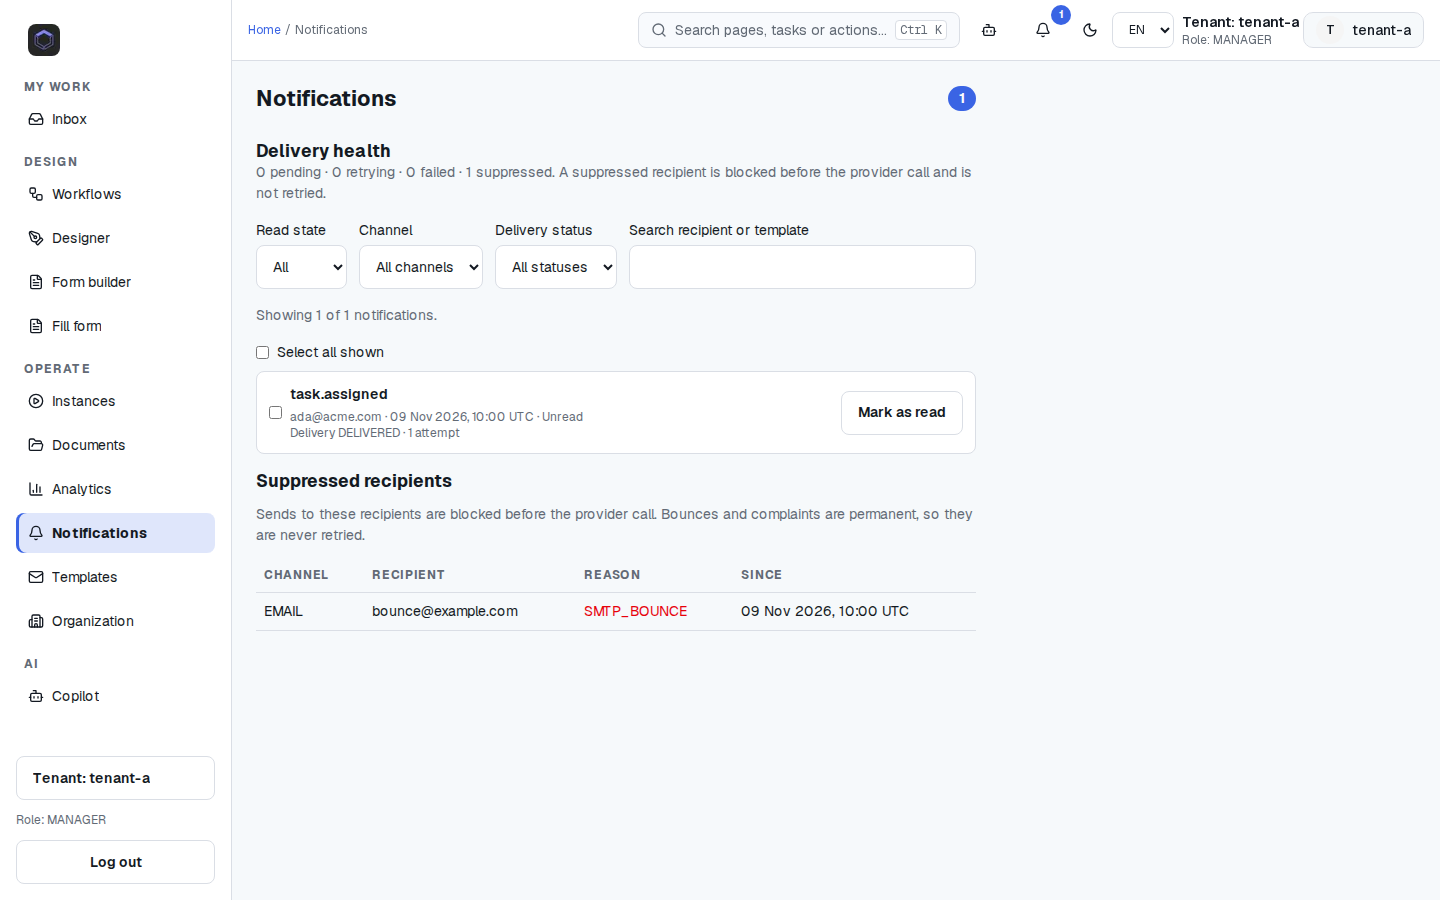 MY WORK
Inbox
DESIGN
Workflows
Designer
Form builder
Fill form
OPERATE
Instances
Documents
Analytics
Notifications
Templates
Organization
AI
Copilot
Tenant: tenant-a
Role: MANAGER
Log out
Home / Notifications
Search pages, tasks or actions... Ctrl K
1
EN
Tenant: tenant-a
Role: MANAGER
T tenant-a
Notifications
1
Delivery health
0 pending · 0 retrying · 0 failed · 1 suppressed. A suppressed recipient is blocked before the provider call and is
not retried.
Read state Channel Delivery status Search recipient or template
All All channels All statuses
Showing 1 of 1 notifications.
Select all shown
task.assigned
ada@acme.com · 09 Nov 2026, 10:00 UTC · Unread
Delivery DELIVERED · 1 attempt
Mark as read
Suppressed recipients
Sends to these recipients are blocked before the provider call. Bounces and complaints are permanent, so they
are never retried.
CHANNEL RECIPIENT REASON SINCE
EMAIL bounce@example.com SMTP_BOUNCE 09 Nov 2026, 10:00 UTC